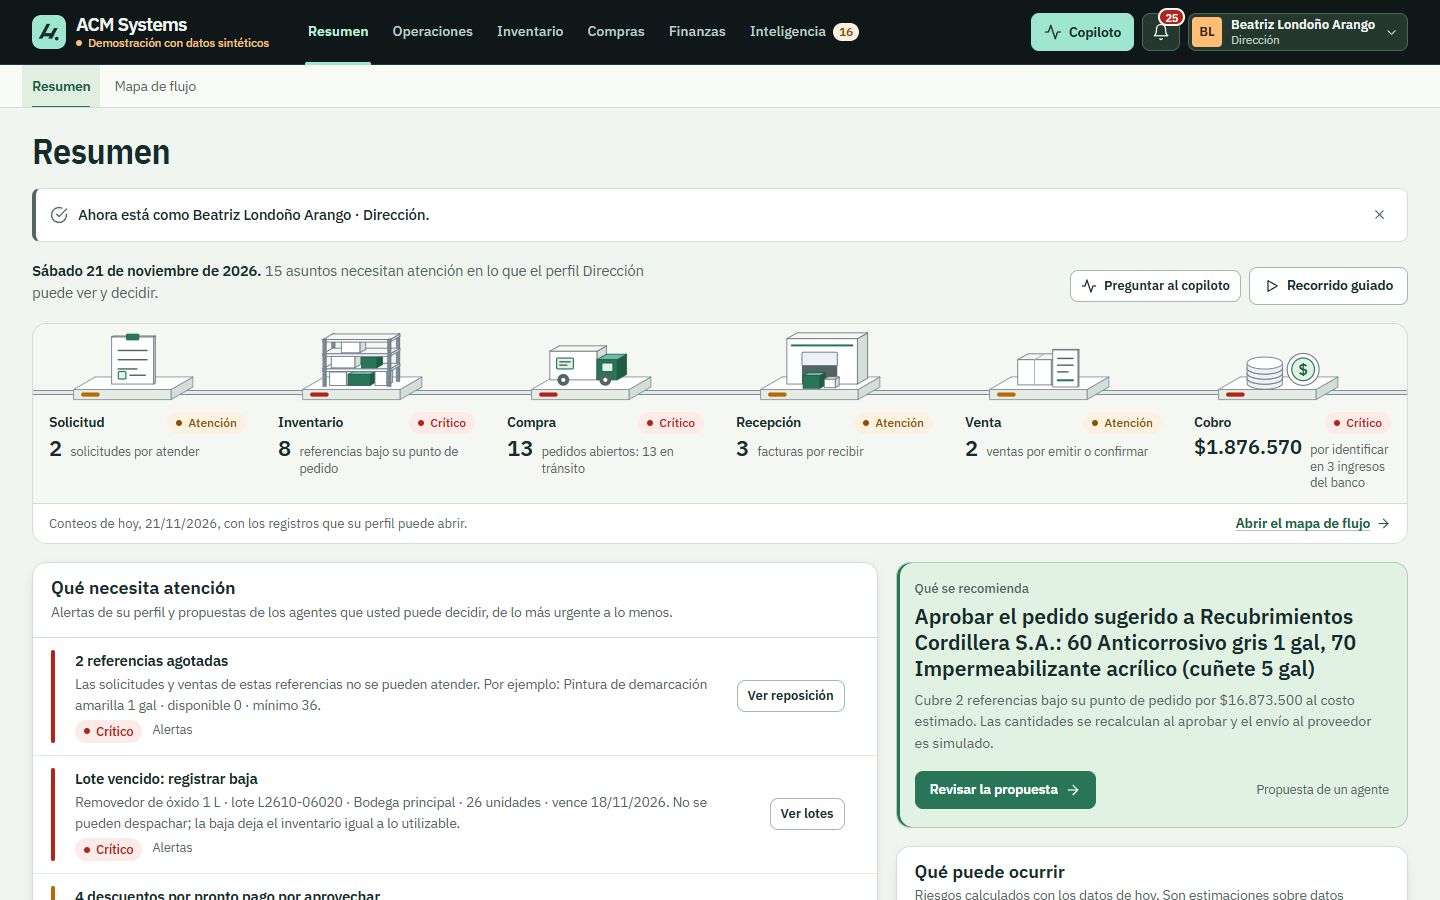 ACM Systems
Demostración con datos sintéticos
Resumen
Operaciones
Inventario
Compras
Finanzas
Inteligencia 16
Copiloto
25
BL
Beatriz Londoño Arango
Dirección
Resumen
Mapa de flujo
Resumen
Ahora está como Beatriz Londoño Arango · Dirección.
Sábado 21 de noviembre de 2026. 15 asuntos necesitan atención en lo que el perfil Dirección
puede ver y decidir.
Preguntar al copiloto
Recorrido guiado
$
Solicitud
Atención
2 solicitudes por atender
Inventario
Crítico
8 referencias bajo su punto de
pedido
Compra
Crítico
13 pedidos abiertos: 13 en
tránsito
Recepción
Atención
3 facturas por recibir
Venta
Atención
2 ventas por emitir o confirmar
Cobro
Crítico
$1.876.570 por identificar
en 3 ingresos
del banco
Conteos de hoy, 21/11/2026, con los registros que su perfil puede abrir.
Abrir el mapa de flujo
Qué necesita atención
Alertas de su perfil y propuestas de los agentes que usted puede decidir, de lo más urgente a lo menos.
2 referencias agotadas
Las solicitudes y ventas de estas referencias no se pueden atender. Por ejemplo: Pintura de demarcación
amarilla 1 gal · disponible 0 · mínimo 36.
Crítico
Alertas
Ver reposición
Lote vencido: registrar baja
Removedor de óxido 1 L · lote L2610-06020 · Bodega principal · 26 unidades · vence 18/11/2026. No se
pueden despachar; la baja deja el inventario igual a lo utilizable.
Crítico
Alertas
Ver lotes
4 descuentos por pronto pago por aprovechar
Qué se recomienda
Aprobar el pedido sugerido a Recubrimientos
Cordillera S.A.: 60 Anticorrosivo gris 1 gal, 70
Impermeabilizante acrílico (cuñete 5 gal)
Cubre 2 referencias bajo su punto de pedido por $16.873.500 al costo
estimado. Las cantidades se recalculan al aprobar y el envío al proveedor
es simulado.
Revisar la propuesta
Propuesta de un agente
Qué puede ocurrir
Riesgos calculados con los datos de hoy. Son estimaciones sobre datos